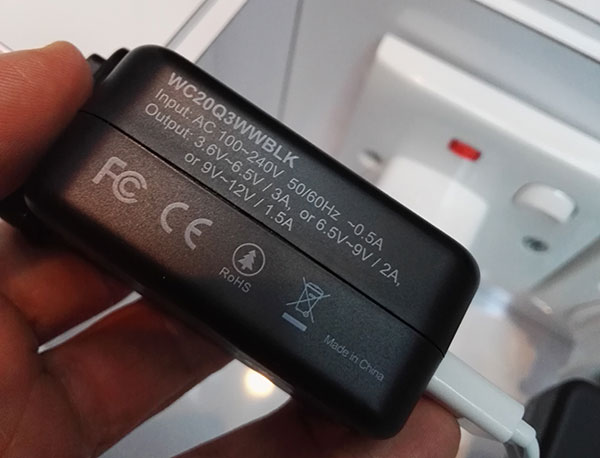 WC20Q3WWBLK
Input: AC 100~240V 50/60Hz ~0.5A
Output: 3.6V~6.5V / 3A, or 6.5V~9V / 2A,
or 9V~12V / 1.5A
FC CE
RoHS
Made in China